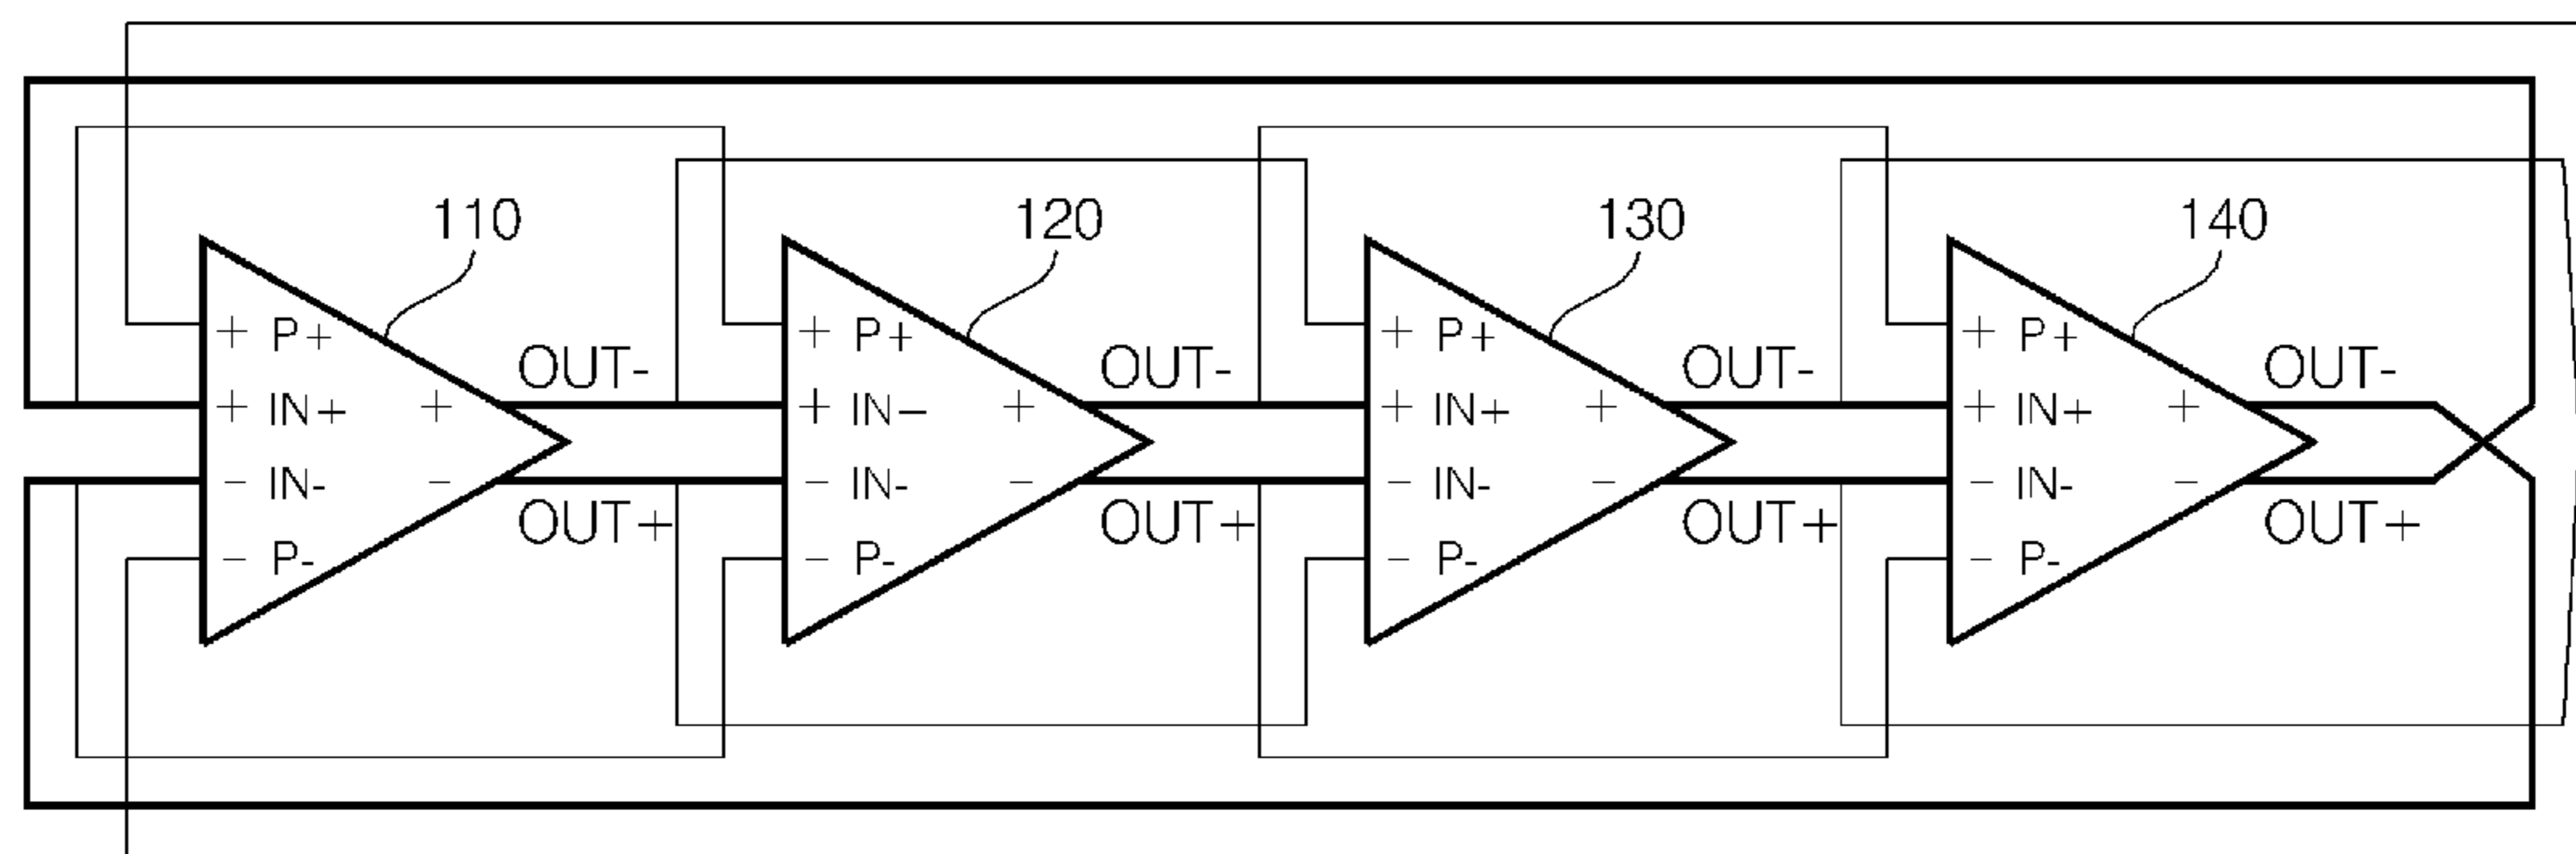 110 120 130 140
+ P+ + P+ + P+ + P+
OUT- OUT- OUT- OUT-
+ IN+ + + IN− + + IN+ + + IN+ +
− IN- − − IN- − − IN- − − IN- −
OUT+ OUT+ OUT+ OUT+
− P- − P- − P- − P-